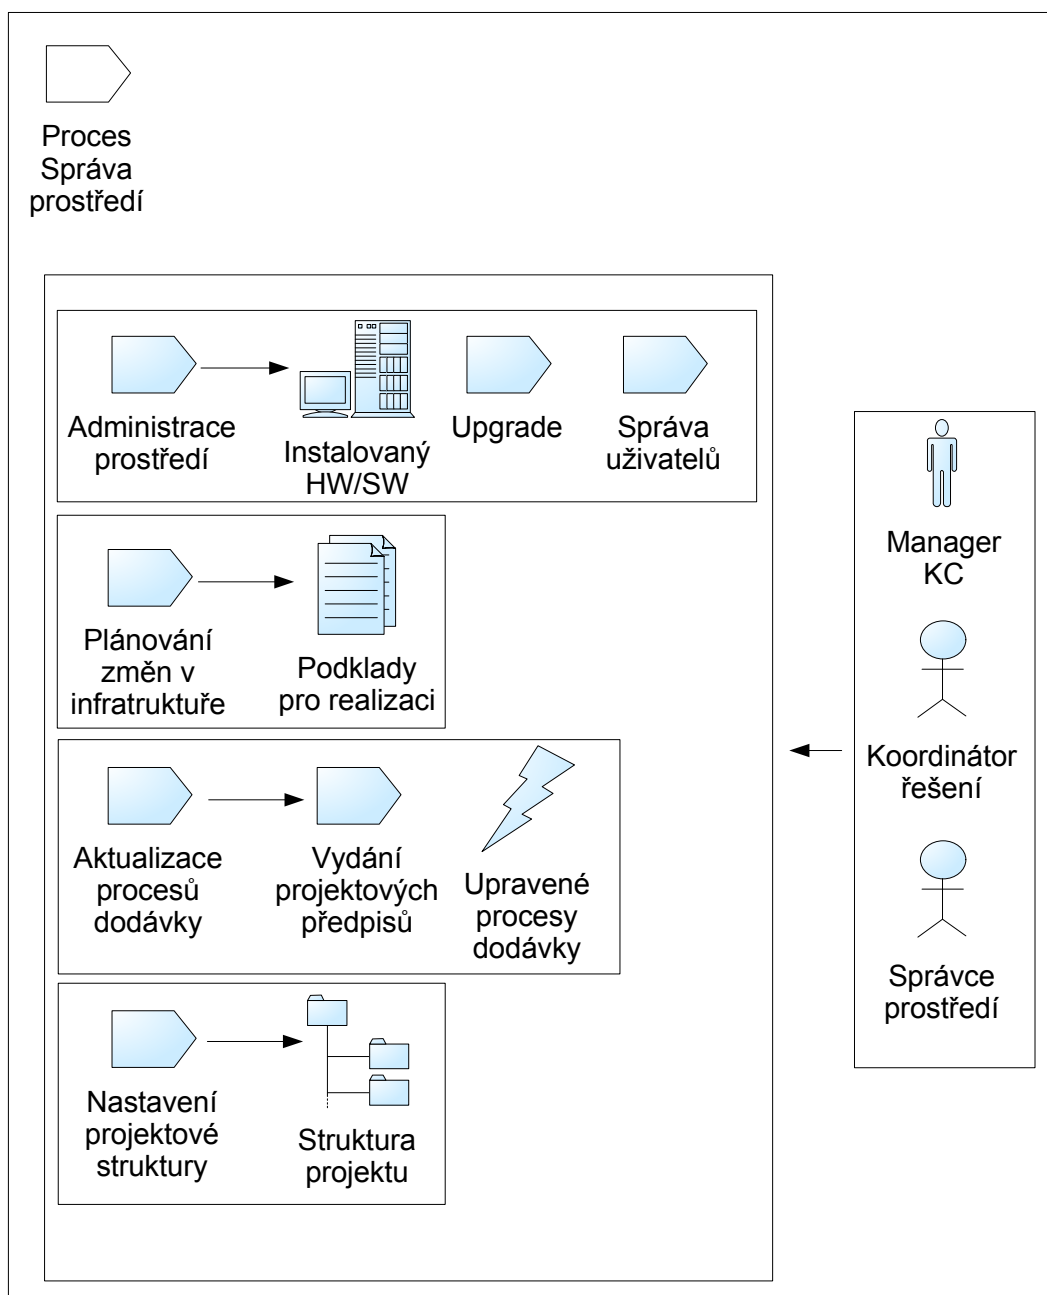 Proces
Správa
prostředí
Administrace
prostředí
Instalovaný
HW/SW
Upgrade
Správa
uživatelů
Plánování
změn v
infratruktuře
Podklady
pro realizaci
Aktualizace
procesů
dodávky
Vydání
projektových
předpisů
Upravené
procesy
dodávky
Nastavení
projektové
struktury
Struktura
projektu
Manager
KC
Koordinátor
řešení
Správce
prostředí